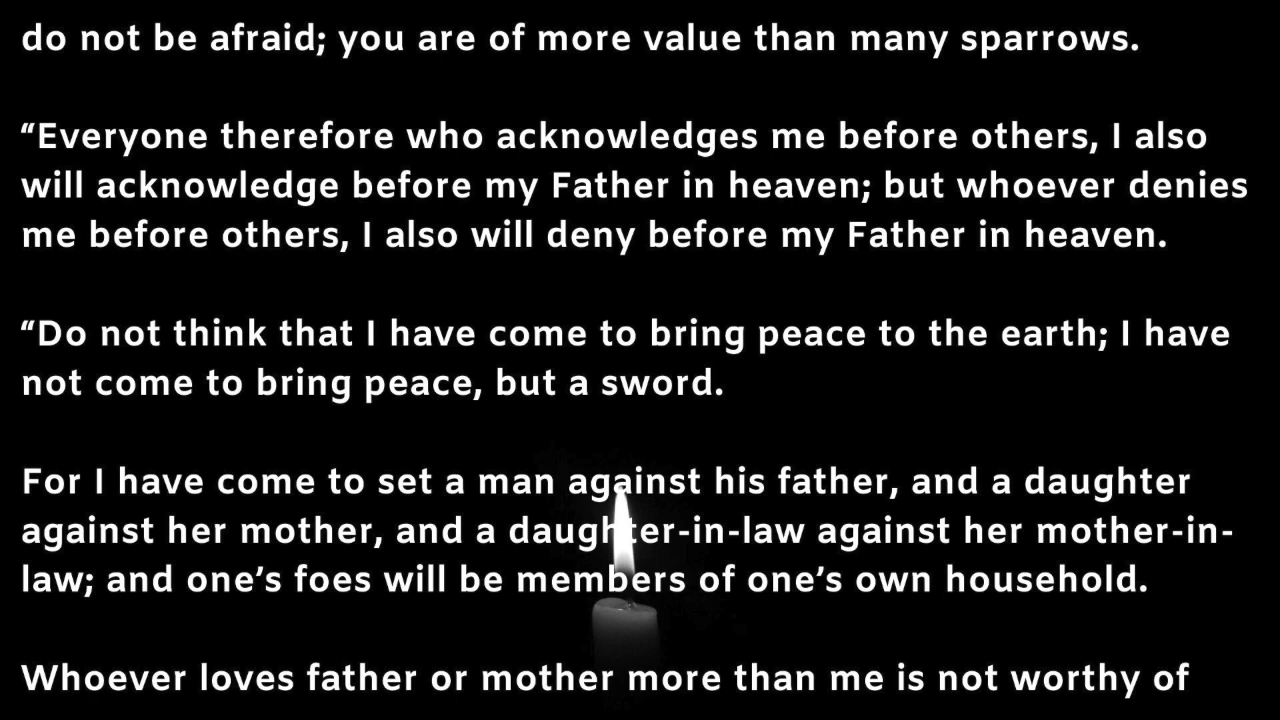 do not be afraid; you are of more value than many sparrows.
“Everyone therefore who acknowledges me before others, I also
will acknowledge before my Father in heaven; but whoever denies
me before others, I also will deny before my Father in heaven.
“Do not think that I have come to bring peace to the earth; I have
not come to bring peace, but a sword.
For I have come to set a man against his father, and a daughter
against her mother, and a daughter-in-law against her mother-in-
law; and one’s foes will be members of one’s own household.
Whoever loves father or mother more than me is not worthy of